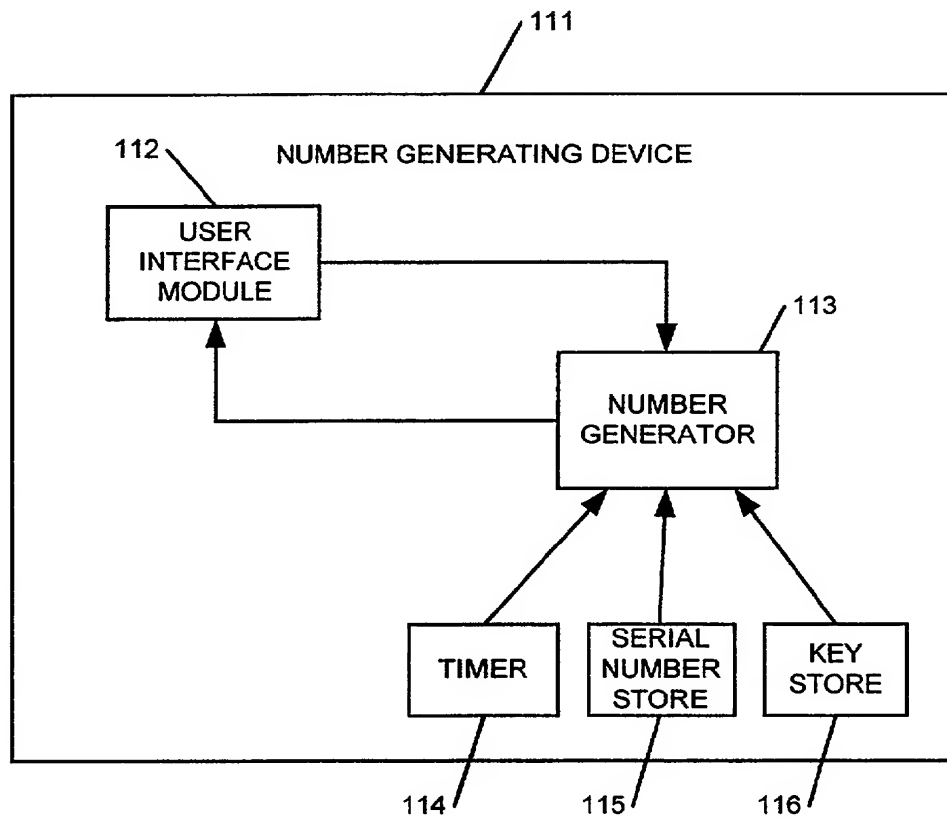 111
112
NUMBER GENERATING DEVICE
USER
INTERFACE
MODULE
113
NUMBER
GENERATOR
TIMER
SERIAL
NUMBER
STORE
KEY
STORE
114
115
116